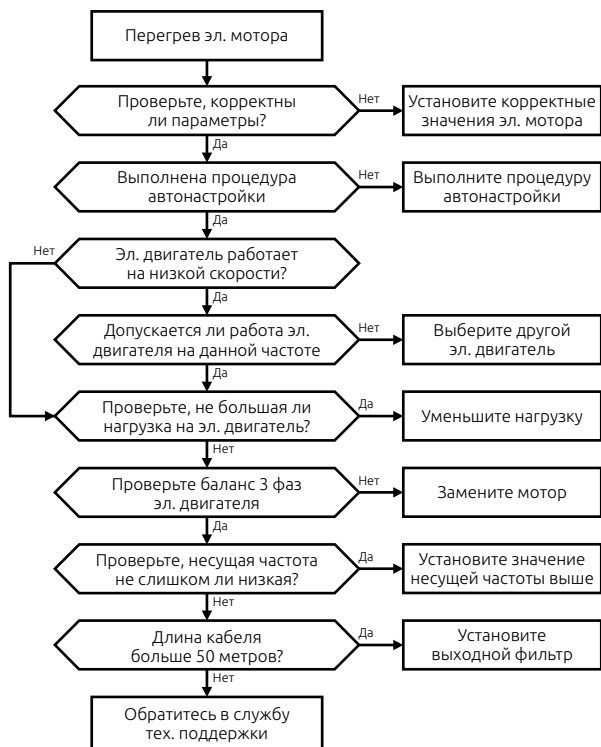 Перегрев эл. мотора
Проверьте, корректны
ли параметры?
Нет
Установите корректные
значения эл. мотора
Да
Выполнена процедура
автонастройки
Нет
Выполните процедуру
автонастройки
Да
Нет
Эл. двигатель работает
на низкой скорости?
Да
Допускается ли работа эл.
двигателя на данной частоте
Нет
Выберите другой
эл. двигатель
Да
Проверьте, не большая ли
нагрузка на эл. двигатель?
Да
Уменьшите нагрузку
Нет
Проверьте баланс 3 фаз
эл. двигателя
Нет
Замените мотор
Да
Проверьте, несущая частота
не слишком ли низкая?
Да
Установите значение
несущей частоты выше
Нет
Длина кабеля
больше 50 метров?
Да
Установите
выходной фильтр
Нет
Обратитесь в службу
тех. поддержки